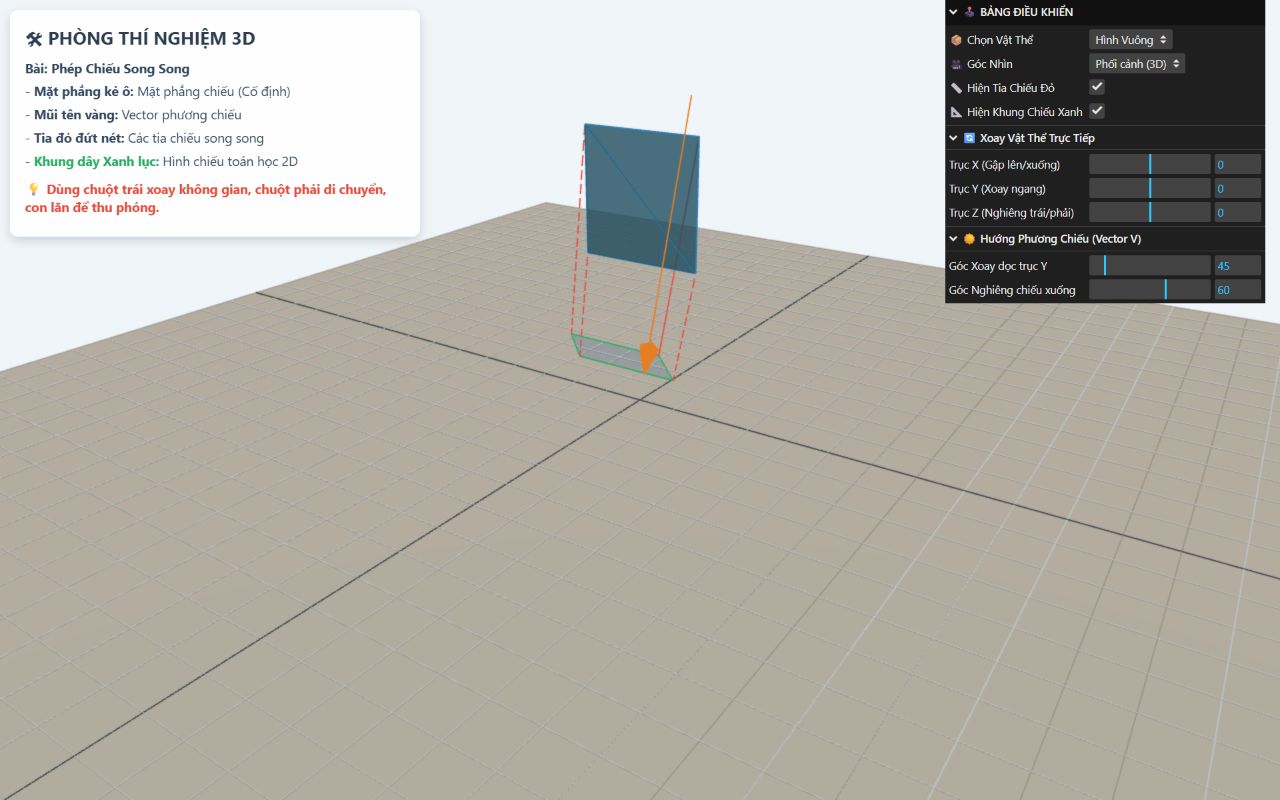 🛠 PHÒNG THÍ NGHIỆM 3D
Bài: Phép Chiếu Song Song
- Mặt phẳng kẻ ô: Mặt phẳng chiếu (Cố định)
- Mũi tên vàng: Vector phương chiếu
- Tia đỏ đứt nét: Các tia chiếu song song
- Khung dây Xanh lục: Hình chiếu toán học 2D
💡 Dùng chuột trái xoay không gian, chuột phải di chuyển,
con lăn để thu phóng.
BẢNG ĐIỀU KHIỂN
Chọn Vật Thể Hình Vuông
Góc Nhìn Phối cảnh (3D)
Hiện Tia Chiếu Đỏ
Hiện Khung Chiếu Xanh
Xoay Vật Thể Trực Tiếp
Trục X (Gập lên/xuống) 0
Trục Y (Xoay ngang) 0
Trục Z (Nghiêng trái/phải) 0
Hướng Phương Chiếu (Vector V)
Góc Xoay dọc trục Y 45
Góc Nghiêng chiếu xuống 60